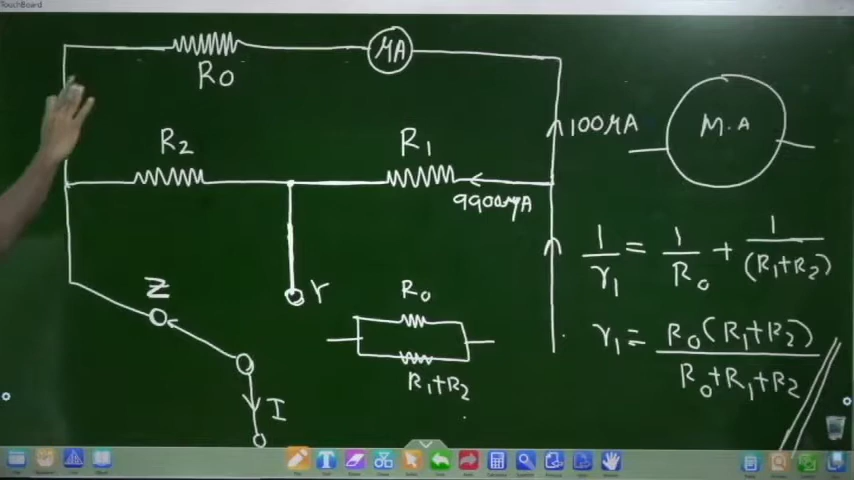 TouchBoard
μA
R0
100μA
M.A
R2
R1
9900μA
1/r1 = 1/R0 + 1/(R1+R2)
Z
Y
R0
r1 = R0(R1+R2)/R0+R1+R2
R1+R2
I